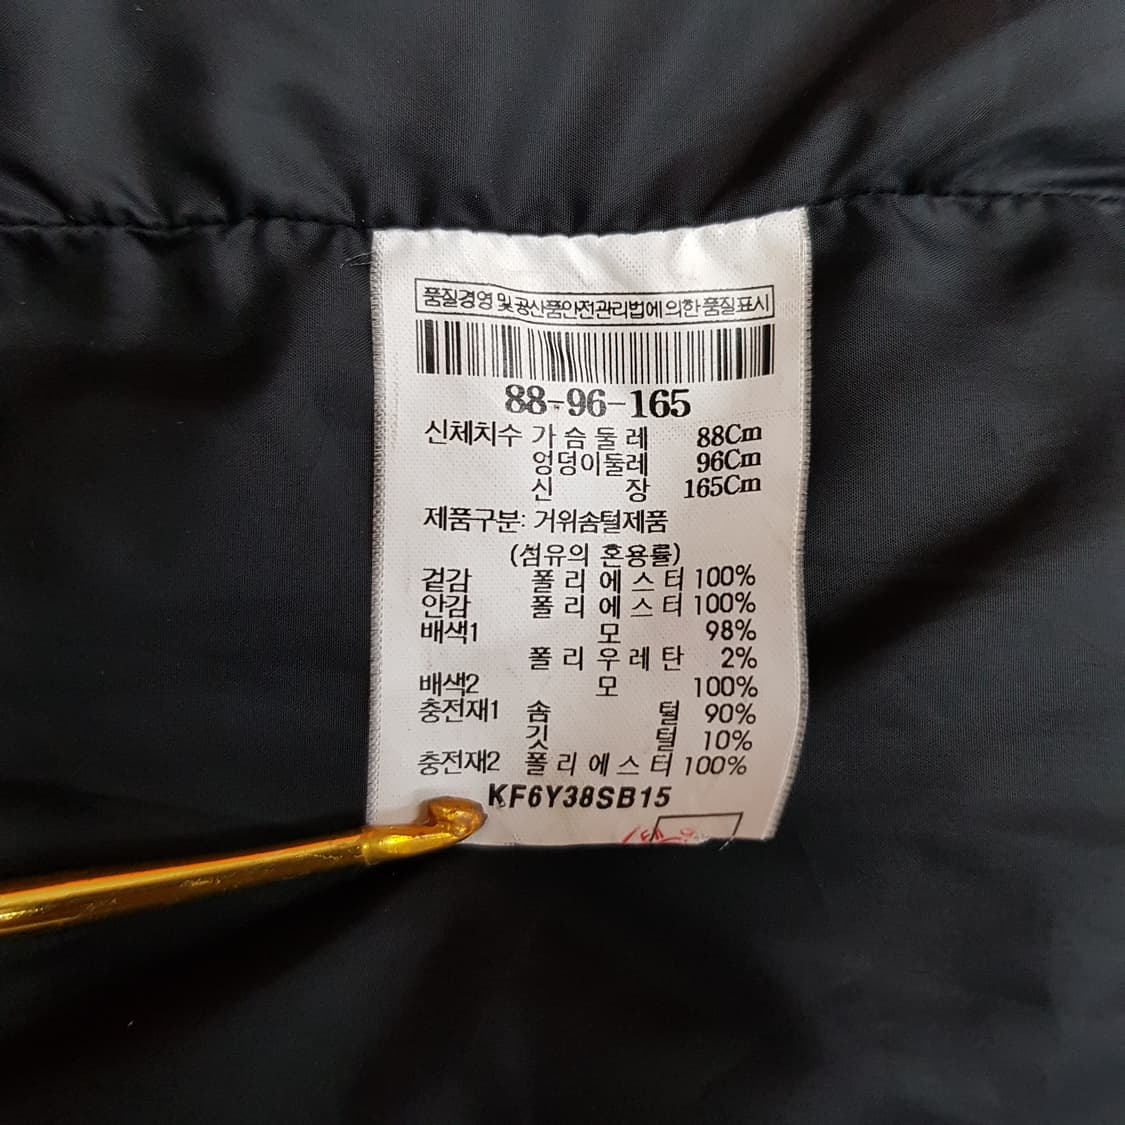 품질경영 및 공산품안전관리법에 의한 품질표시
88-96-165
신체치수 가슴둘레 88Cm
엉덩이둘레 96Cm
신장 165Cm
제품구분: 거위솜털제품
(섬유의 혼용률)
겉감 폴리에스터 100%
안감 폴리에스터 100%
배색1 모 98%
폴리우레탄 2%
배색2 모 100%
충전재1 솜털 90%
깃털 10%
충전재2 폴리에스터 100%
KF6Y38SB15